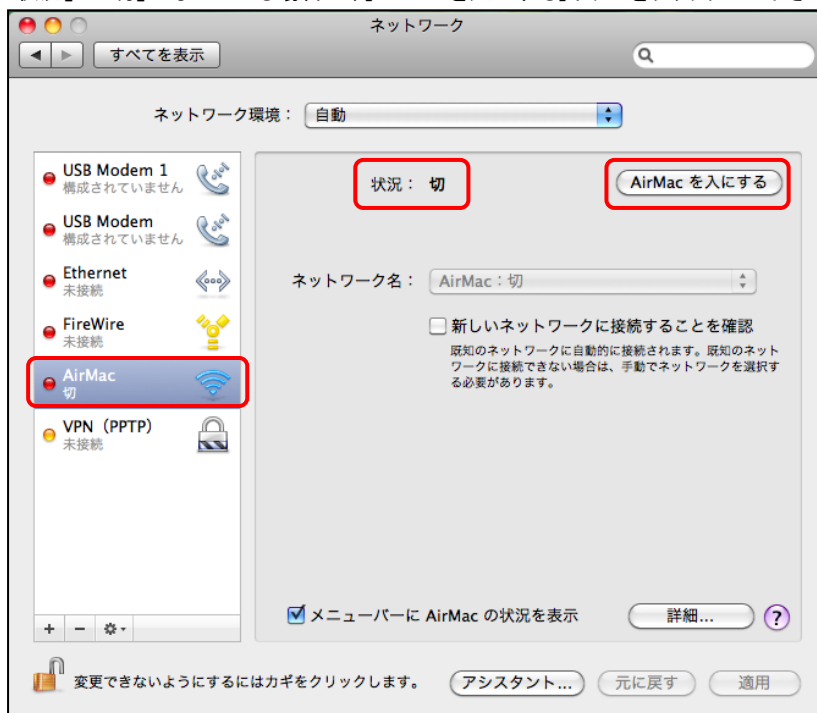 ネットワーク
すべてを表示
ネットワーク環境： 自動
USB Modem 1
構成されていません
USB Modem
構成されていません
Ethernet
未接続
FireWire
未接続
AirMac
切
VPN（PPTP）
未接続
状況： 切
AirMac を入にする
ネットワーク名： AirMac：切
新しいネットワークに接続することを確認
既知のネットワークに自動的に接続されます。既知のネット
ワークに接続できない場合は、手動でネットワークを選択す
る必要があります。
メニューバーに AirMac の状況を表示
詳細...
?
変更できないようにするにはカギをクリックします。
アシスタント...
元に戻す
適用